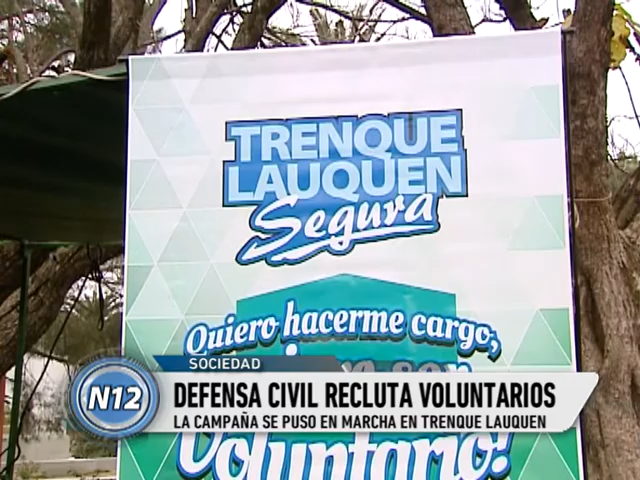 TRENQUE
LAUQUEN
Segura
Quiero hacerme cargo,
SOCIEDAD
N12
DEFENSA CIVIL RECLUTA VOLUNTARIOS
LA CAMPAÑA SE PUSO EN MARCHA EN TRENQUE LAUQUEN
Voluntario!